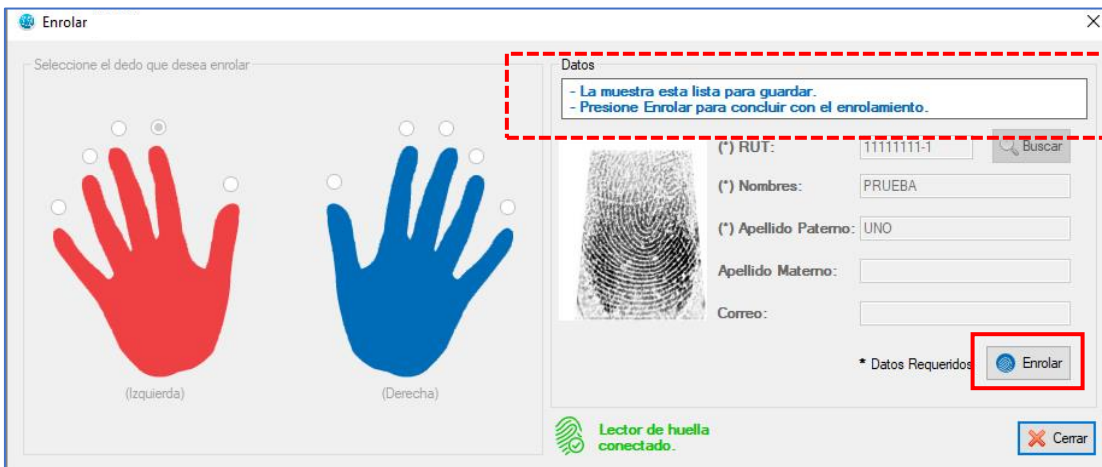 Enrolar
Seleccione el dedo que desea enrolar
(Izquierda)
(Derecha)
Datos
- La muestra esta lista para guardar.
- Presione Enrolar para concluir con el enrolamiento.
(*) RUT: 11111111-1 Buscar
(*) Nombres: PRUEBA
(*) Apellido Paterno: UNO
Apellido Materno:
Correo:
* Datos Requeridos Enrolar
Lector de huella
conectado.
Cerrar